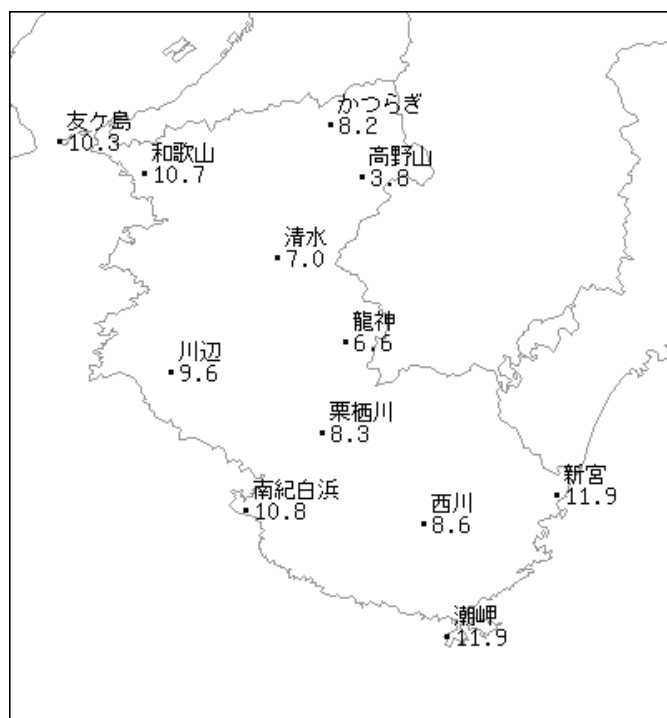 かつらぎ
8.2
友ケ島
10.3
和歌山
10.7
高野山
3.8
清水
7.0
龍神
6.6
川辺
9.6
栗栖川
8.3
新宮
11.9
南紀白浜
10.8
西川
8.6
潮岬
11.9